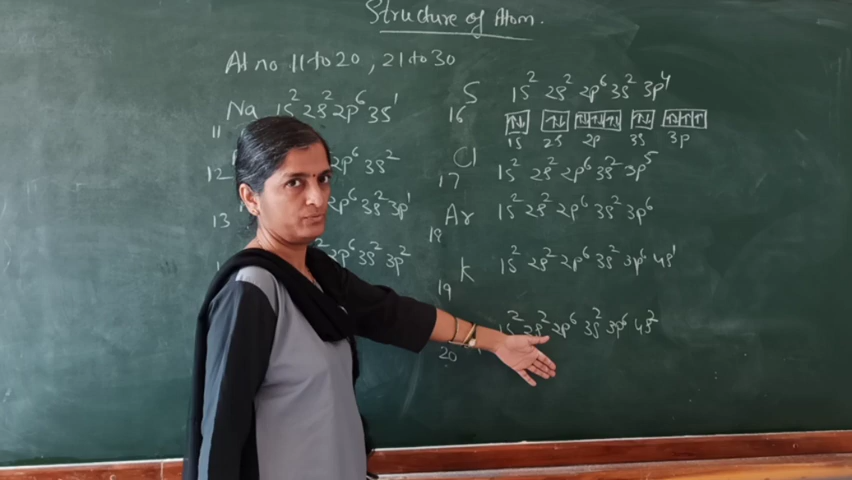 Structure of Atom.
At no 11 to 20, 21 to 30
Na 1s² 2s² 2p⁶ 3s¹
11
2p⁶ 3s²
12
2p⁶ 3s² 3p¹
13
2p⁶ 3s² 3p²
S 1s² 2s² 2p⁶ 3s² 3p⁴
16
1s 2s 2p 3s 3p
Cl 1s² 2s² 2p⁶ 3s² 3p⁵
17
Ar 1s² 2s² 2p⁶ 3s² 3p⁶
18
K 1s² 2s² 2p⁶ 3s² 3p⁶ 4s¹
19
1s² 2s² 2p⁶ 3s² 3p⁶ 4s²
20